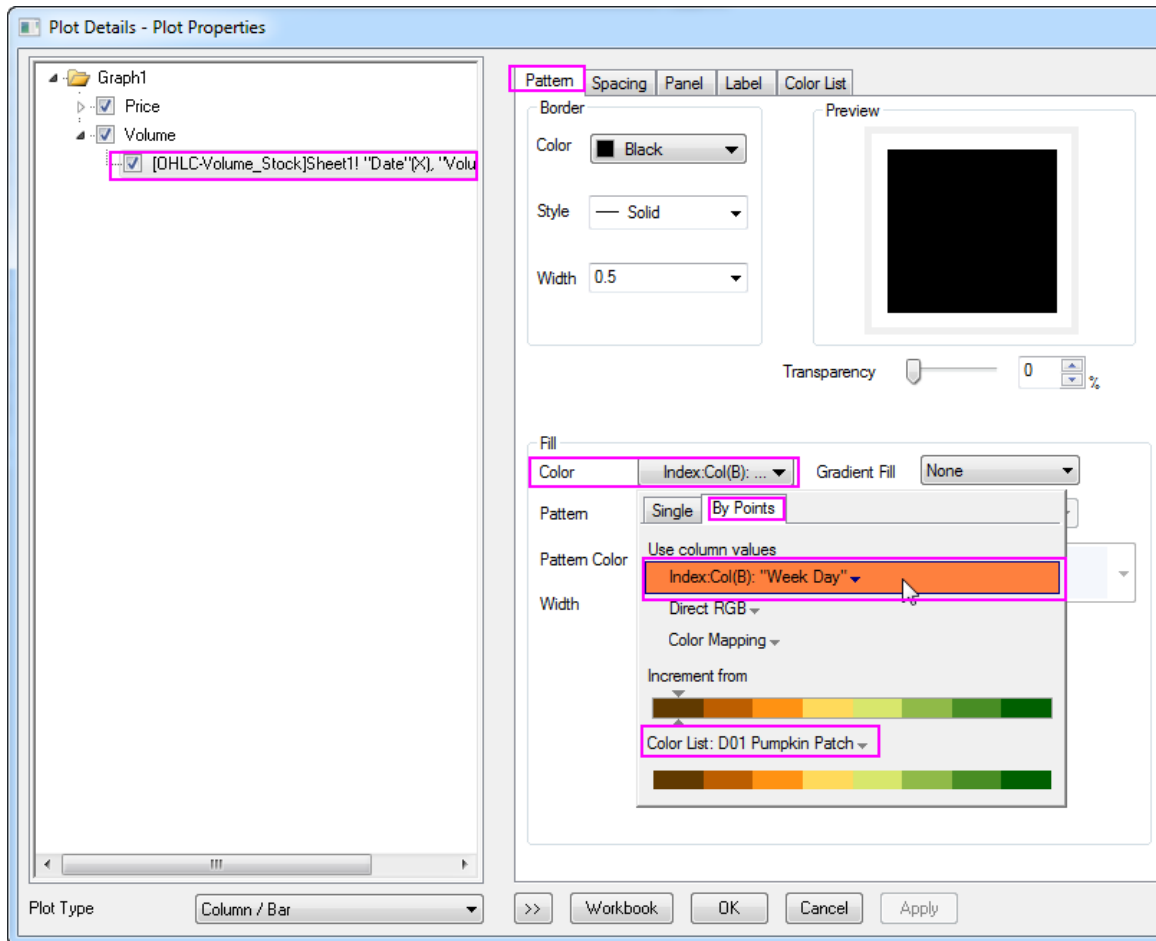 Plot Details - Plot Properties
Graph1
Price
Volume
[OHLC-Volume_Stock]Sheet1! "Date"(X), "Volu
Plot Type
Column / Bar
Pattern Spacing Panel Label Color List
Border
Color
Black
Style
Solid
Width
0.5
Preview
Transparency
0
%
Fill
Color
Index:Col(B): ...
Gradient Fill
None
Pattern
Pattern Color
Width
Single By Points
Use column values
Index:Col(B): "Week Day"
Direct RGB
Color Mapping
Increment from
Color List: D01 Pumpkin Patch
>> Workbook OK Cancel Apply